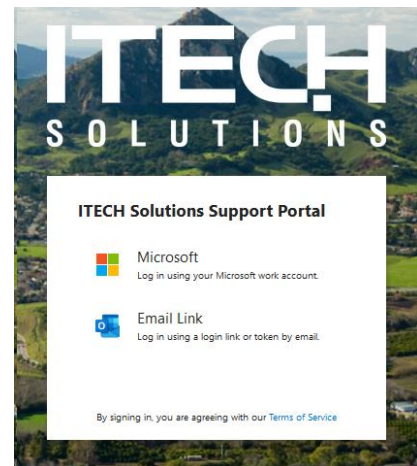 ITECH
SOLUTIONS
ITECH Solutions Support Portal
Microsoft
Log in using your Microsoft work account.
Email Link
Log in using a login link or token by email.
By signing in, you are agreeing with our Terms of Service